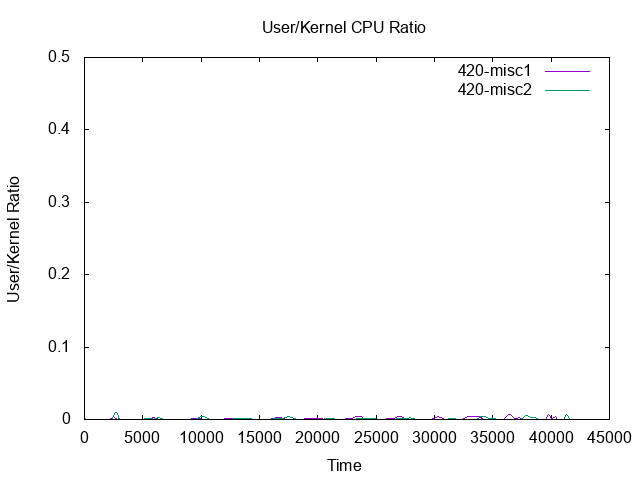 User/Kernel CPU Ratio
0.5
420-misc1
420-misc2
0.4
0.3
User/Kernel Ratio
0.2
0.1
0
0 5000 10000 15000 20000 25000 30000 35000 40000 45000
Time